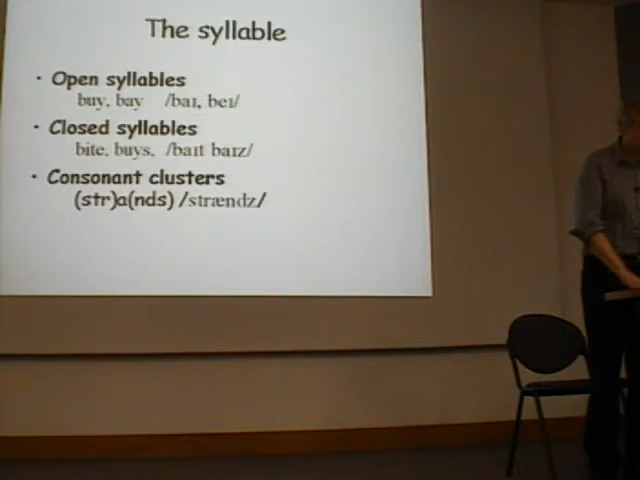 The syllable
• Open syllables
buy, bay /baɪ, beɪ/
• Closed syllables
bite, buys, /baɪt baɪz/
• Consonant clusters
(str)a(nds) /strændz/